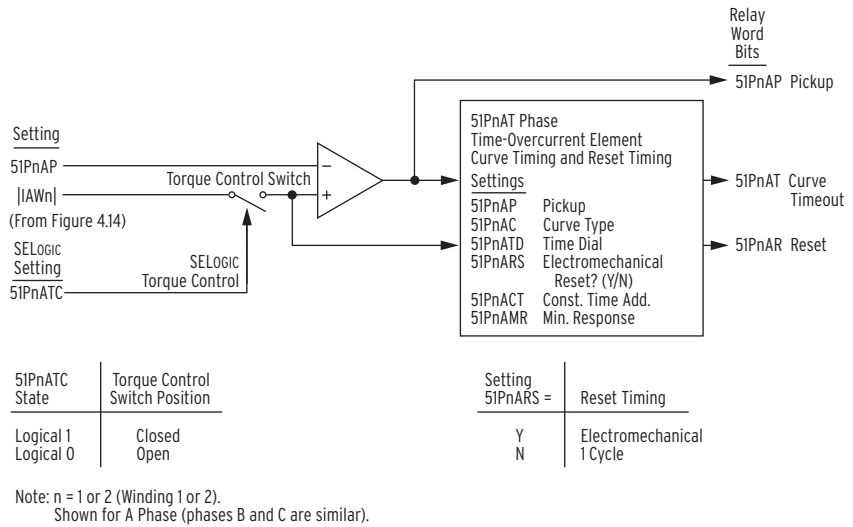 Relay
Word
Bits
51PnAP Pickup
Setting
51PnAP
|IAWn|
(From Figure 4.14)
Torque Control Switch
−
+
SELOGIC
Setting
51PnATC
SELOGIC
Torque Control
51PnAT Phase
Time-Overcurrent Element
Curve Timing and Reset Timing
Settings
51PnAP Pickup
51PnAC Curve Type
51PnATD Time Dial
51PnARS Electromechanical
Reset? (Y/N)
51PnACT Const. Time Add.
51PnAMR Min. Response
51PnAT Curve
Timeout
51PnAR Reset
51PnATC Torque Control
State Switch Position
Logical 1 Closed
Logical 0 Open
Setting
51PnARS = Reset Timing
Y Electromechanical
N 1 Cycle
Note: n = 1 or 2 (Winding 1 or 2).
Shown for A Phase (phases B and C are similar).